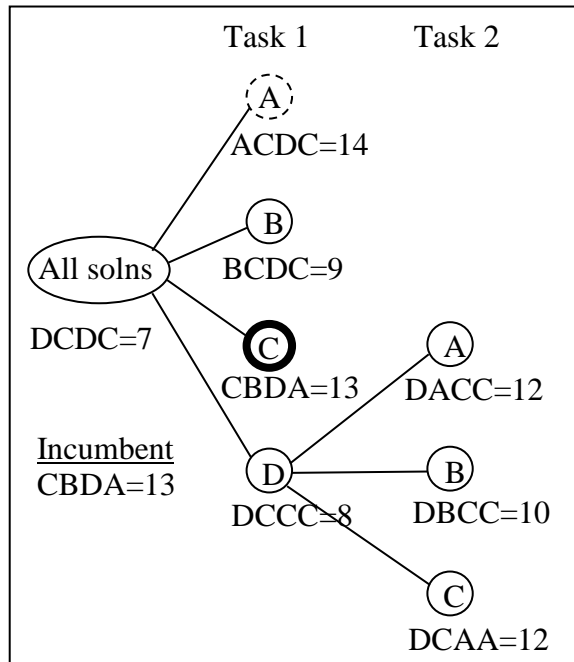 Task 1 Task 2
A
ACDC=14
B
BCDC=9
All solns
DCDC=7
C
CBDA=13
A
DACC=12
Incumbent
CBDA=13
D
DCCC=8
B
DBCC=10
C
DCAA=12